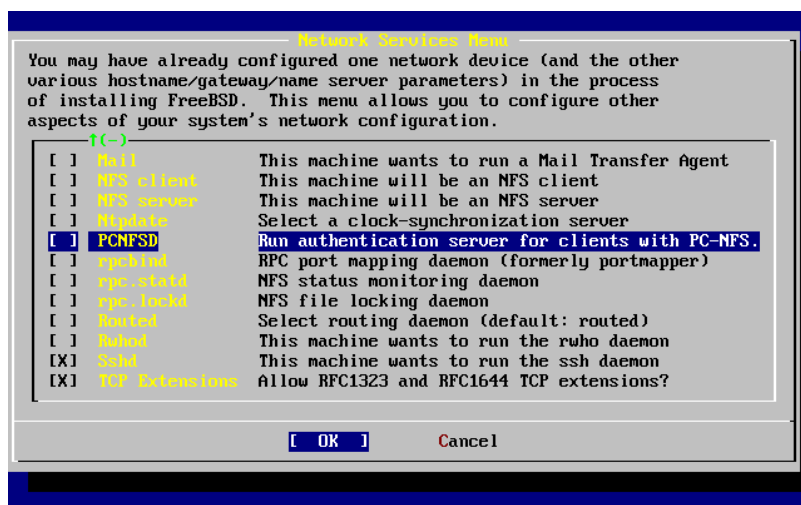 Network Services Menu
You may have already configured one network device (and the other
various hostname/gateway/name server parameters) in the process
of installing FreeBSD.  This menu allows you to configure other
aspects of your system's network configuration.
↑(-)
[ ] Mail This machine wants to run a Mail Transfer Agent
[ ] NFS client This machine will be an NFS client
[ ] NFS server This machine will be an NFS server
[ ] Ntpdate Select a clock-synchronization server
[ ] PCNFSD Run authentication server for clients with PC-NFS.
[ ] rpcbind RPC port mapping daemon (formerly portmapper)
[ ] rpc.statd NFS status monitoring daemon
[ ] rpc.lockd NFS file locking daemon
[ ] Routed Select routing daemon (default: routed)
[ ] Rwhod This machine wants to run the rwho daemon
[X] Sshd This machine wants to run the ssh daemon
[X] TCP Extensions Allow RFC1323 and RFC1644 TCP extensions?
[ OK ] Cancel